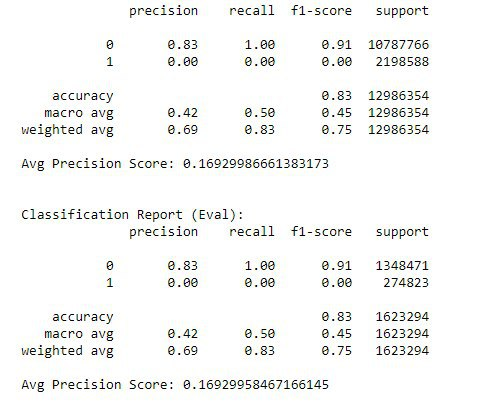 precision recall f1-score support
0 0.83 1.00 0.91 10787766
1 0.00 0.00 0.00 2198588
accuracy 0.83 12986354
macro avg 0.42 0.50 0.45 12986354
weighted avg 0.69 0.83 0.75 12986354
Avg Precision Score: 0.16929986661383173
Classification Report (Eval):
precision recall f1-score support
0 0.83 1.00 0.91 1348471
1 0.00 0.00 0.00 274823
accuracy 0.83 1623294
macro avg 0.42 0.50 0.45 1623294
weighted avg 0.69 0.83 0.75 1623294
Avg Precision Score: 0.16929958467166145